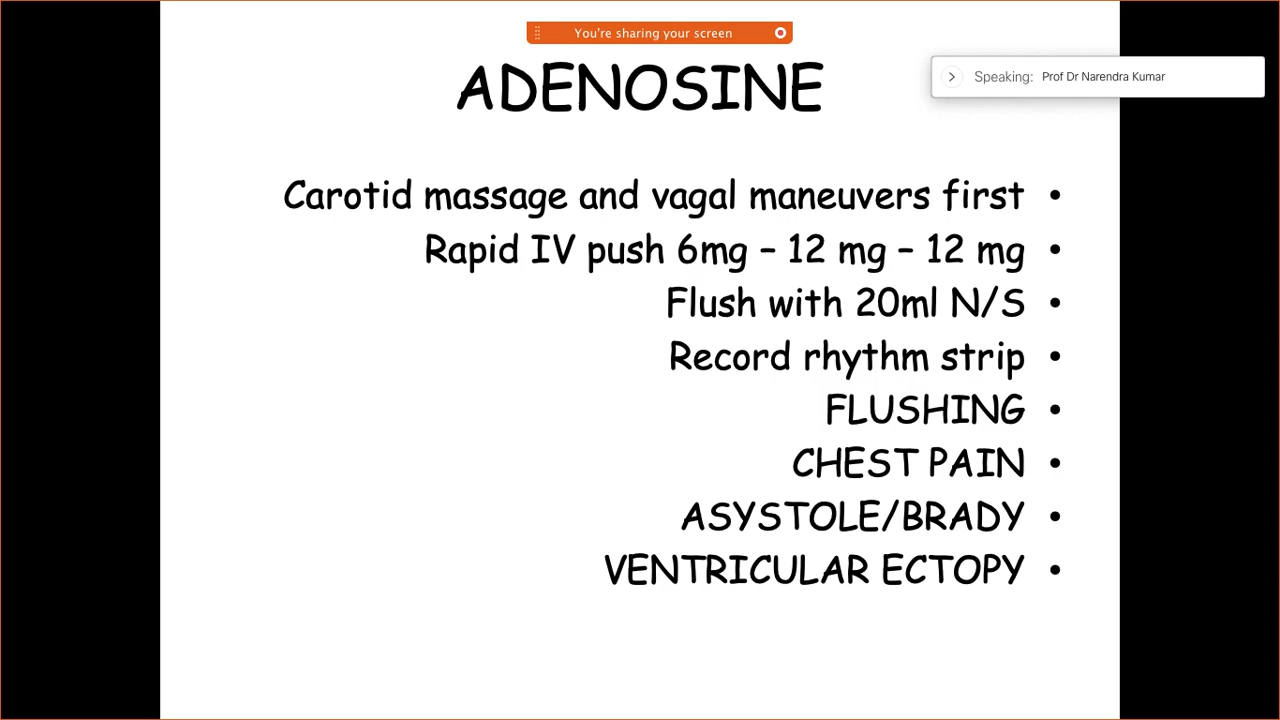 You're sharing your screen
Speaking: Prof Dr Narendra Kumar
ADENOSINE
Carotid massage and vagal maneuvers first •
Rapid IV push 6mg – 12 mg – 12 mg •
Flush with 20ml N/S •
Record rhythm strip •
FLUSHING •
CHEST PAIN •
ASYSTOLE/BRADY •
VENTRICULAR ECTOPY •